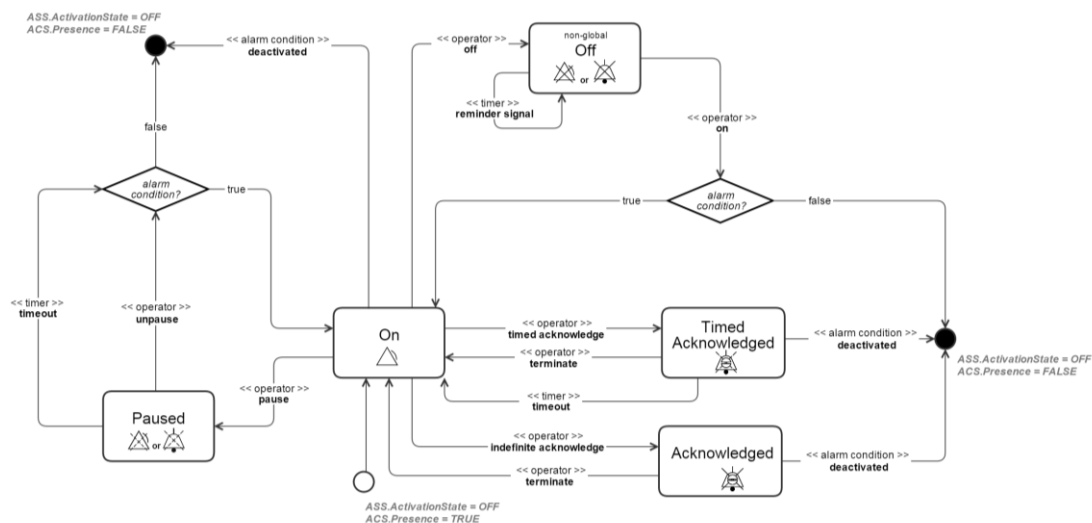 ASS.ActivationState = OFF
ACS.Presence = FALSE
<< alarm condition >>
deactivated
<< operator >>
off
non-global
Off
or
<< timer >>
reminder signal
<< operator >>
on
false
alarm
condition?
true
alarm
condition?
true
false
<< timer >>
timeout
<< operator >>
unpause
On
<< operator >>
timed acknowledge
<< operator >>
terminate
Timed
Acknowledged
<< alarm condition >>
deactivated
ASS.ActivationState = OFF
ACS.Presence = FALSE
<< operator >>
pause
<< timer >>
timeout
Paused
or
<< operator >>
indefinite acknowledge
<< operator >>
terminate
Acknowledged
<< alarm condition >>
deactivated
ASS.ActivationState = OFF
ACS.Presence = TRUE